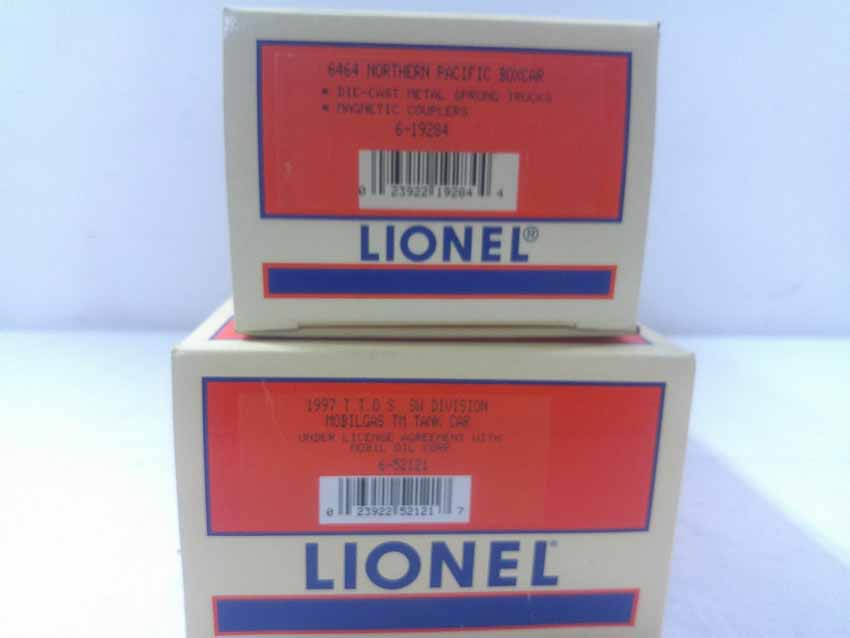 6464 NORTHERN PACIFIC BOXCAR
• DIE-CAST METAL SPRUNG TRUCKS
• MAGNETIC COUPLERS
6-19284
0 23922 19284 4
LIONEL®
1997 T.T.O.S. SW DIVISION
MOBILGAS TM TANK CAR
UNDER LICENSE AGREEMENT WITH
MOBIL OIL CORP.
6-52121
0 23922 52121 7
LIONEL®